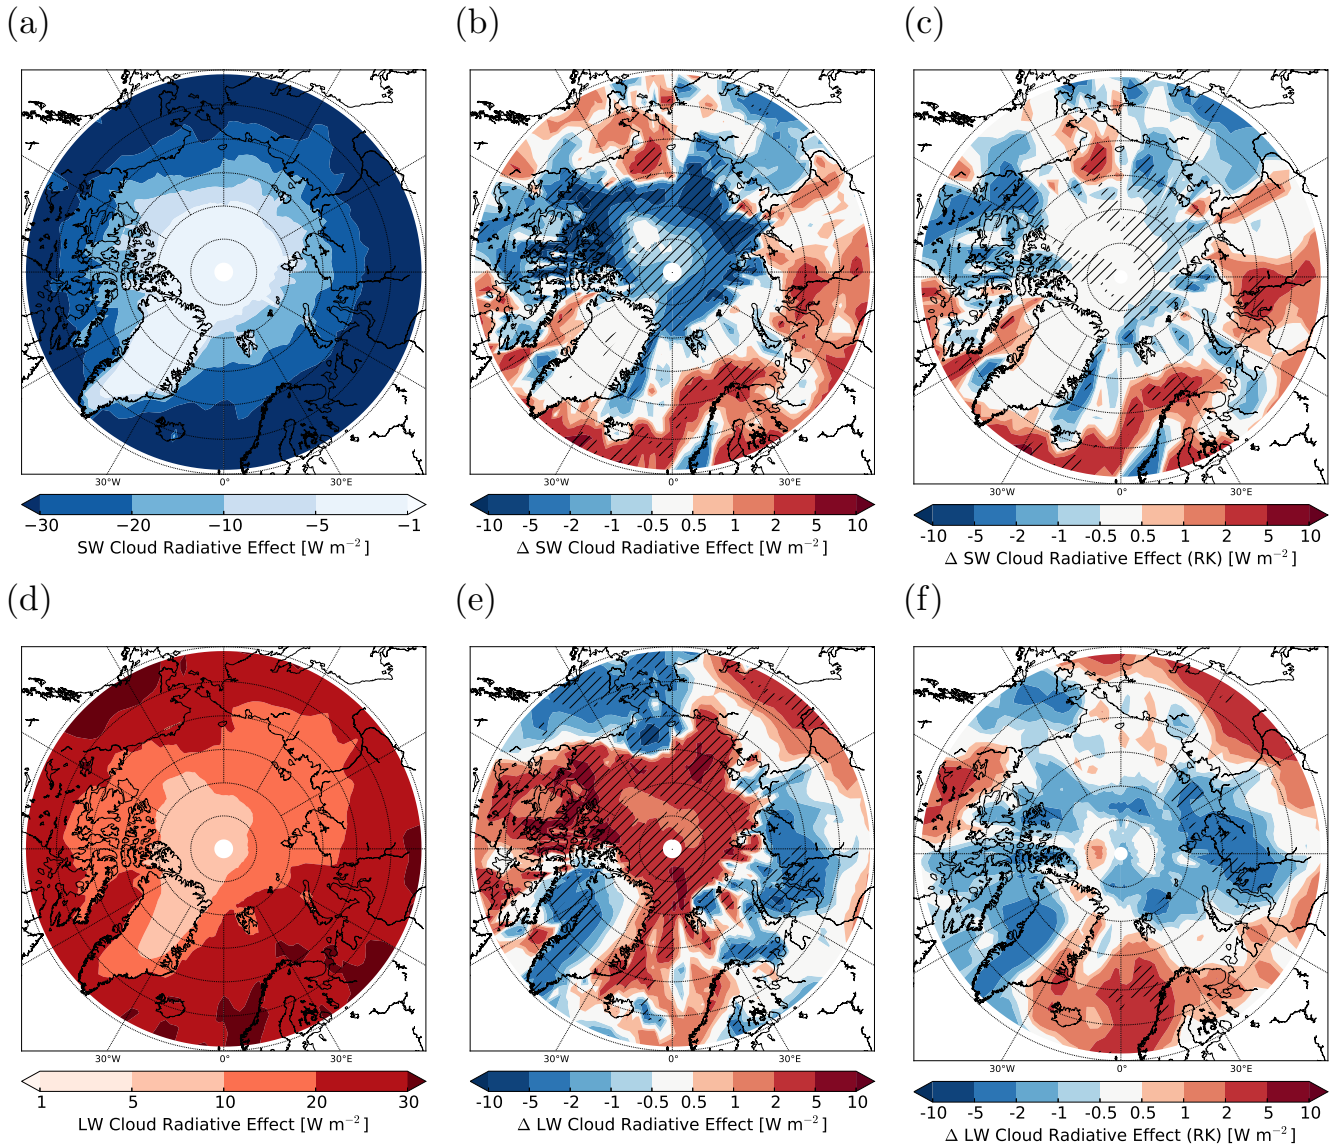 (a)
(b)
(c)
30°W 0° 30°E
30°W 0° 30°E
30°W 0° 30°E
−30 −20 −10 −5 −1
-10 -5 -2 -1 -0.5 0.5 1 2 5 10
-10 -5 -2 -1 -0.5 0.5 1 2 5 10
SW Cloud Radiative Effect [W m⁻²]
Δ SW Cloud Radiative Effect [W m⁻²]
Δ SW Cloud Radiative Effect (RK) [W m⁻²]
(d)
(e)
(f)
30°W 0° 30°E
30°W 0° 30°E
30°W 0° 30°E
1 5 10 20 30
-10 -5 -2 -1 -0.5 0.5 1 2 5 10
-10 -5 -2 -1 -0.5 0.5 1 2 5 10
LW Cloud Radiative Effect [W m⁻²]
Δ LW Cloud Radiative Effect [W m⁻²]
Δ LW Cloud Radiative Effect (RK) [W m⁻²]